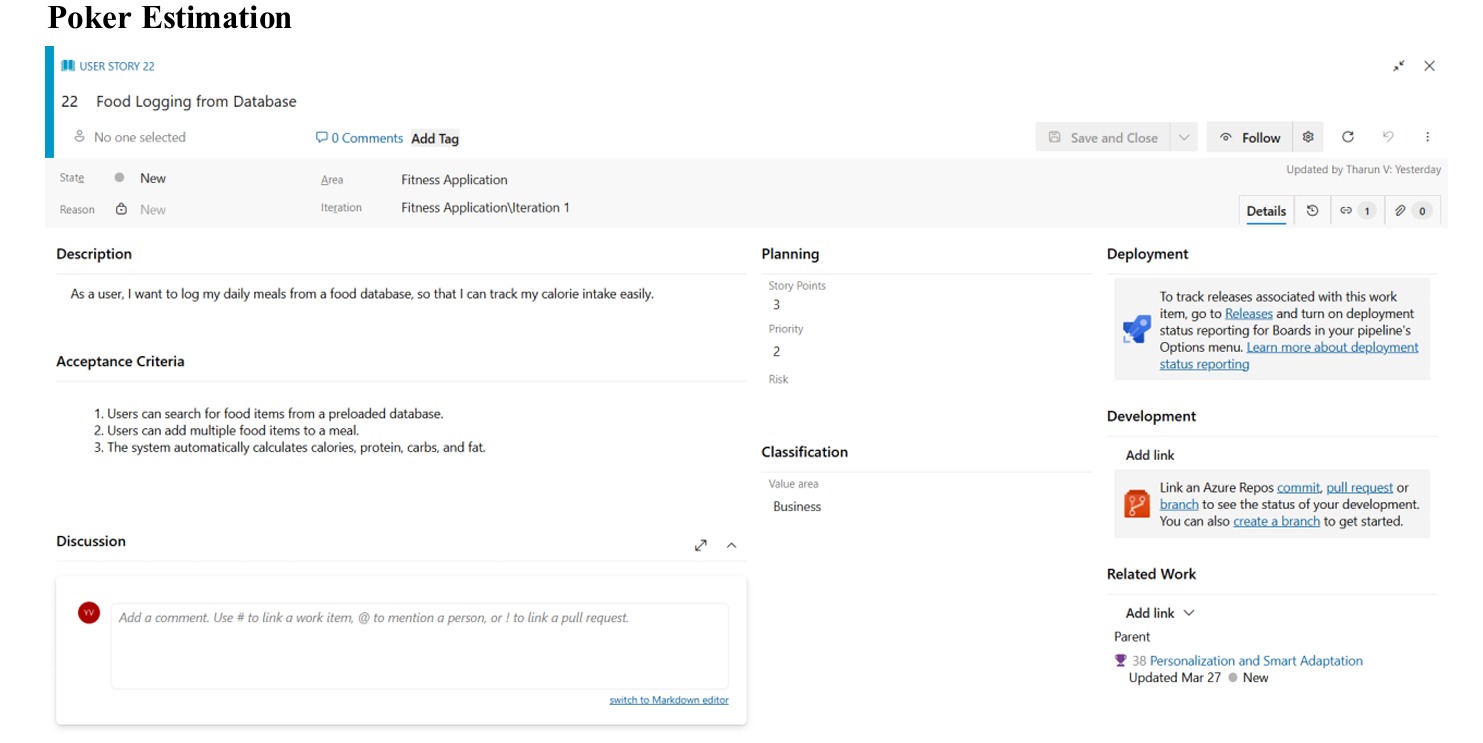 Poker Estimation
USER STORY 22
22 Food Logging from Database
No one selected
0 Comments Add Tag
Save and Close
Follow
State New
Area Fitness Application
Updated by Tharun V: Yesterday
Reason New
Iteration Fitness Application\Iteration 1
Details 1 0
Description
As a user, I want to log my daily meals from a food database, so that I can track my calorie intake easily.
Acceptance Criteria
1. Users can search for food items from a preloaded database.
2. Users can add multiple food items to a meal.
3. The system automatically calculates calories, protein, carbs, and fat.
Discussion
YV
Add a comment. Use # to link a work item, @ to mention a person, or ! to link a pull request.
switch to Markdown editor
Planning
Story Points
3
Priority
2
Risk
Classification
Value area
Business
Deployment
To track releases associated with this work
item, go to Releases and turn on deployment
status reporting for Boards in your pipeline's
Options menu. Learn more about deployment
status reporting
Development
Add link
Link an Azure Repos commit, pull request or
branch to see the status of your development.
You can also create a branch to get started.
Related Work
Add link
Parent
38 Personalization and Smart Adaptation
Updated Mar 27 New